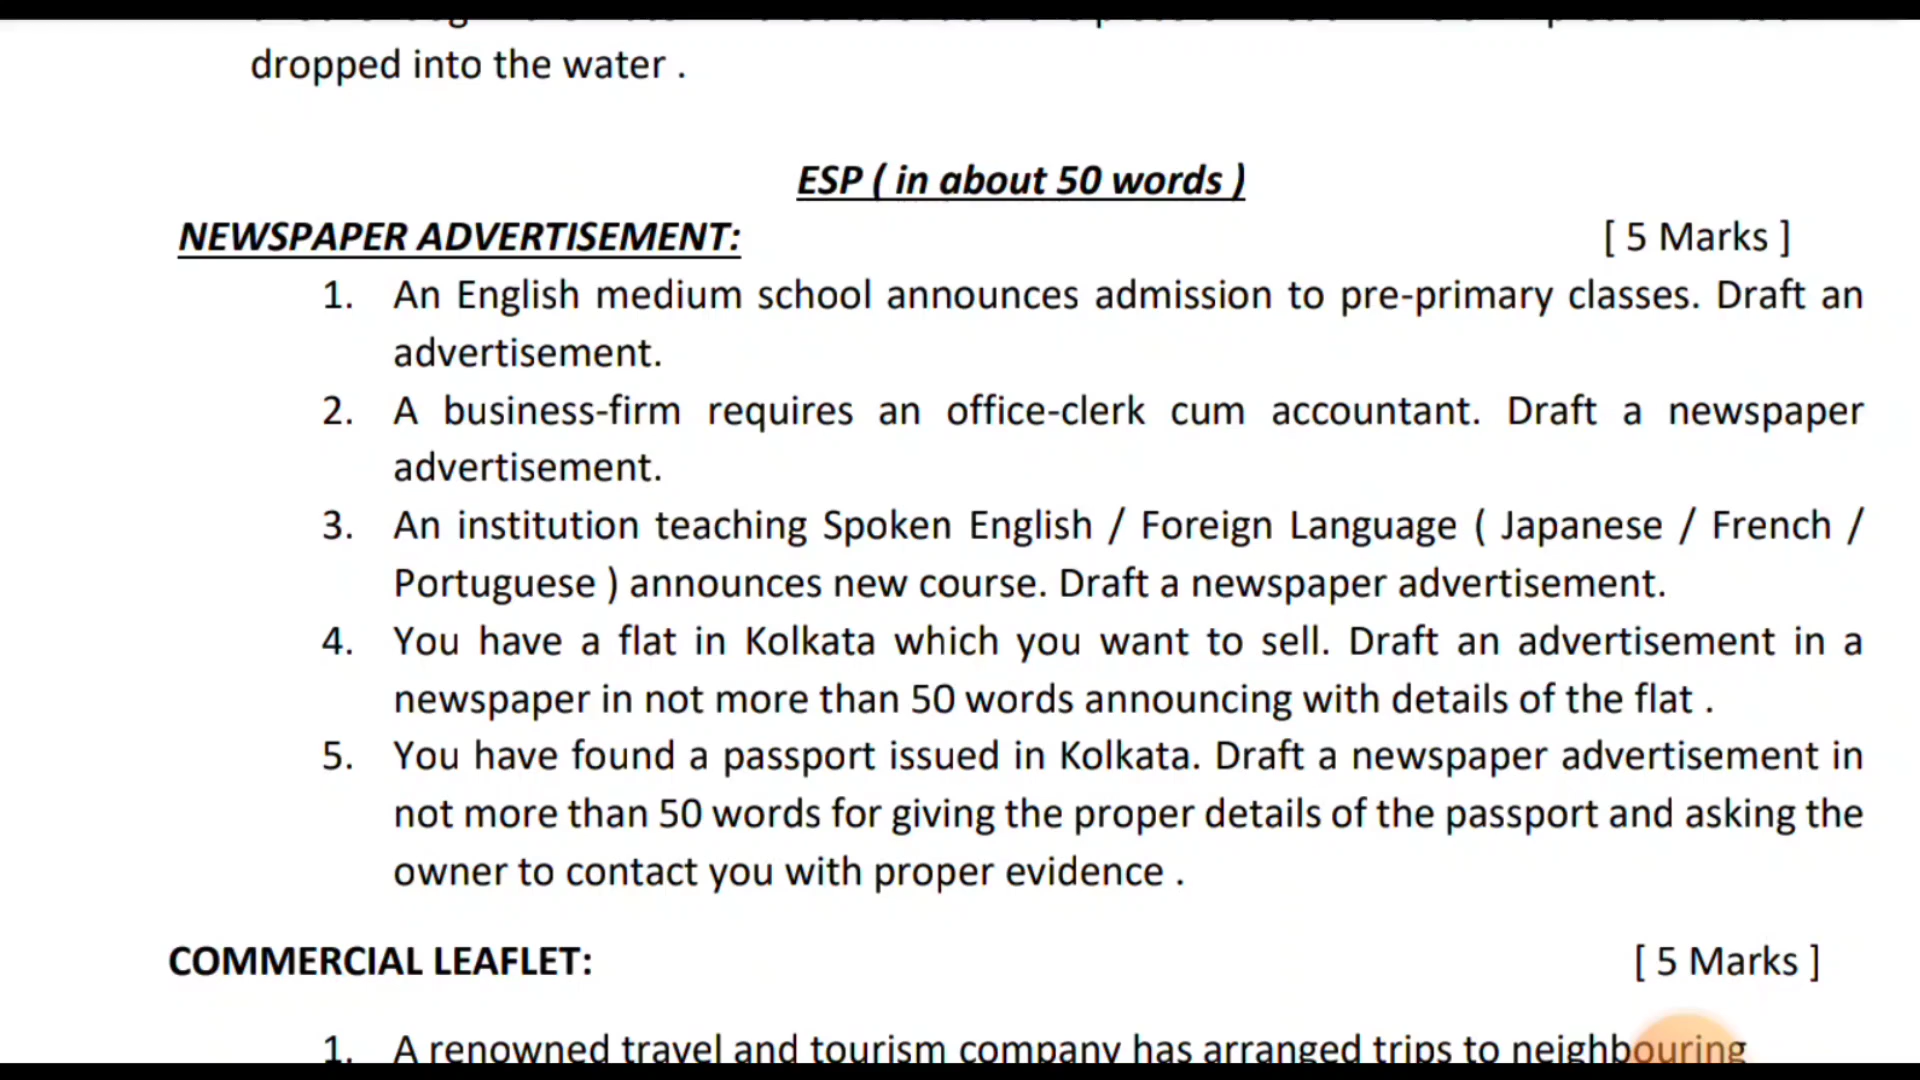 dropped into the water .
ESP ( in about 50 words )
NEWSPAPER ADVERTISEMENT: [ 5 Marks ]
1. An English medium school announces admission to pre-primary classes. Draft an
advertisement.
2. A business-firm requires an office-clerk cum accountant. Draft a newspaper
advertisement.
3. An institution teaching Spoken English / Foreign Language ( Japanese / French /
Portuguese ) announces new course. Draft a newspaper advertisement.
4. You have a flat in Kolkata which you want to sell. Draft an advertisement in a
newspaper in not more than 50 words announcing with details of the flat .
5. You have found a passport issued in Kolkata. Draft a newspaper advertisement in
not more than 50 words for giving the proper details of the passport and asking the
owner to contact you with proper evidence .
COMMERCIAL LEAFLET: [ 5 Marks ]
1. A renowned travel and tourism company has arranged trips to neighbouring